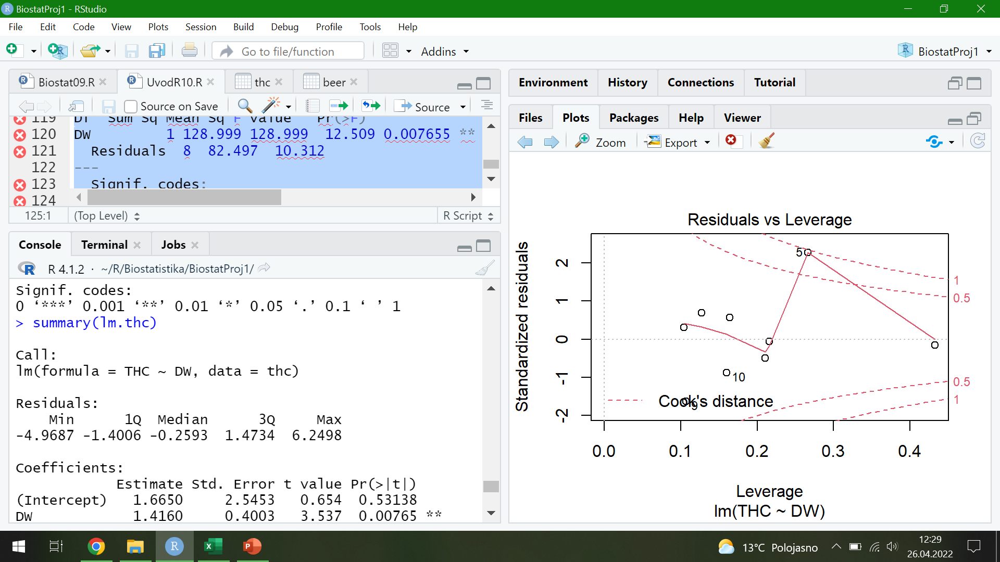 BiostatProj1 - RStudio
File Edit Code View Plots Session Build Debug Profile Tools Help
Go to file/function Addins BiostatProj1
Biostat09.R UvodR10.R thc beer
Source on Save Source
119 Df Sum Sq Mean Sq F value Pr(>F)
120 DW 1 128.999 128.999 12.509 0.007655 **
121 Residuals 8 82.497 10.312
122 ---
123 Signif. codes:
124
125:1 (Top Level) R Script
Console Terminal Jobs
R 4.1.2 · ~/R/Biostatistika/BiostatProj1/
Signif. codes:
0 ‘***’ 0.001 ‘**’ 0.01 ‘*’ 0.05 ‘.’ 0.1 ‘ ’ 1
> summary(lm.thc)
Call:
lm(formula = THC ~ DW, data = thc)
Residuals:
Min 1Q Median 3Q Max
-4.9687 -1.4006 -0.2593 1.4734 6.2498
Coefficients:
Estimate Std. Error t value Pr(>|t|)
(Intercept) 1.6650 2.5453 0.654 0.53138
DW 1.4160 0.4003 3.537 0.00765 **
Environment History Connections Tutorial
Files Plots Packages Help Viewer
Zoom Export
Residuals vs Leverage
Standardized residuals
2
1
0
-1
-2
5
10
9
Cook's distance
1
0.5
0.5
1
0.0 0.1 0.2 0.3 0.4
Leverage
lm(THC ~ DW)
13°C Polojasno
12:29
26.04.2022